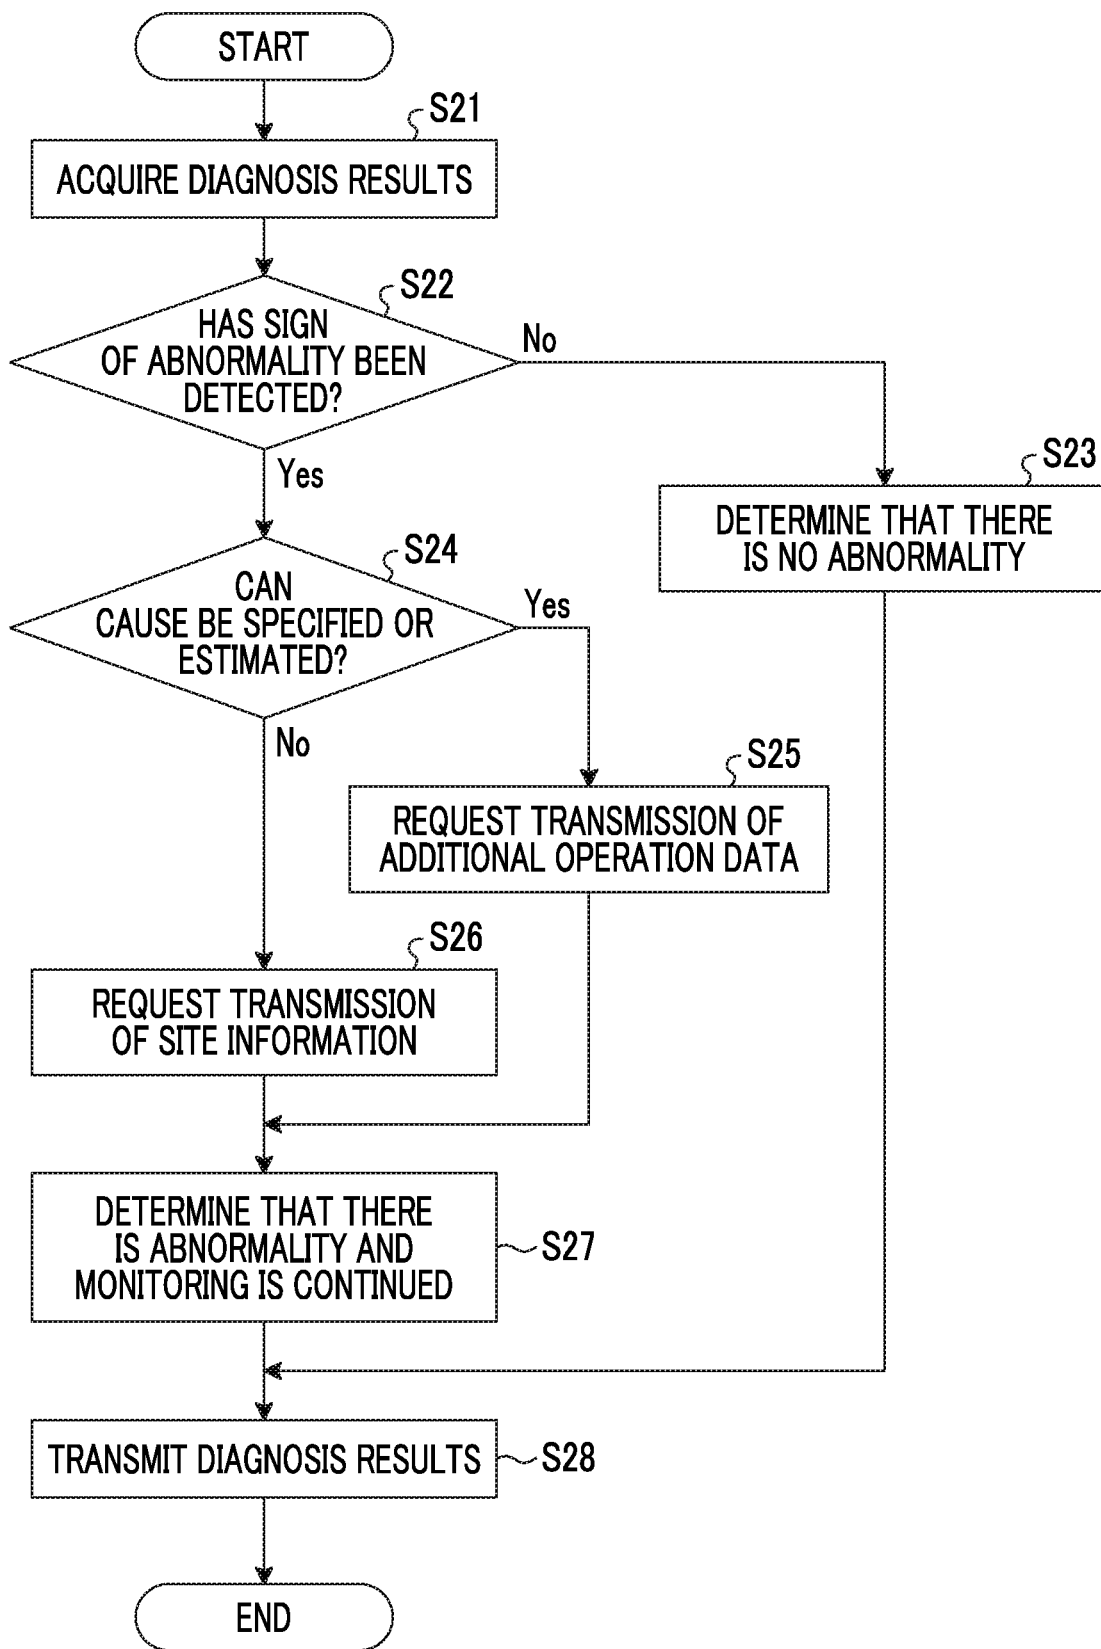 START
S21
ACQUIRE DIAGNOSIS RESULTS
S22
HAS SIGN
OF ABNORMALITY BEEN
DETECTED?
No
Yes
S23
DETERMINE THAT THERE
IS NO ABNORMALITY
S24
CAN
CAUSE BE SPECIFIED OR
ESTIMATED?
Yes
No
S25
REQUEST TRANSMISSION OF
ADDITIONAL OPERATION DATA
S26
REQUEST TRANSMISSION
OF SITE INFORMATION
DETERMINE THAT THERE
IS ABNORMALITY AND
MONITORING IS CONTINUED
S27
TRANSMIT DIAGNOSIS RESULTS
S28
END